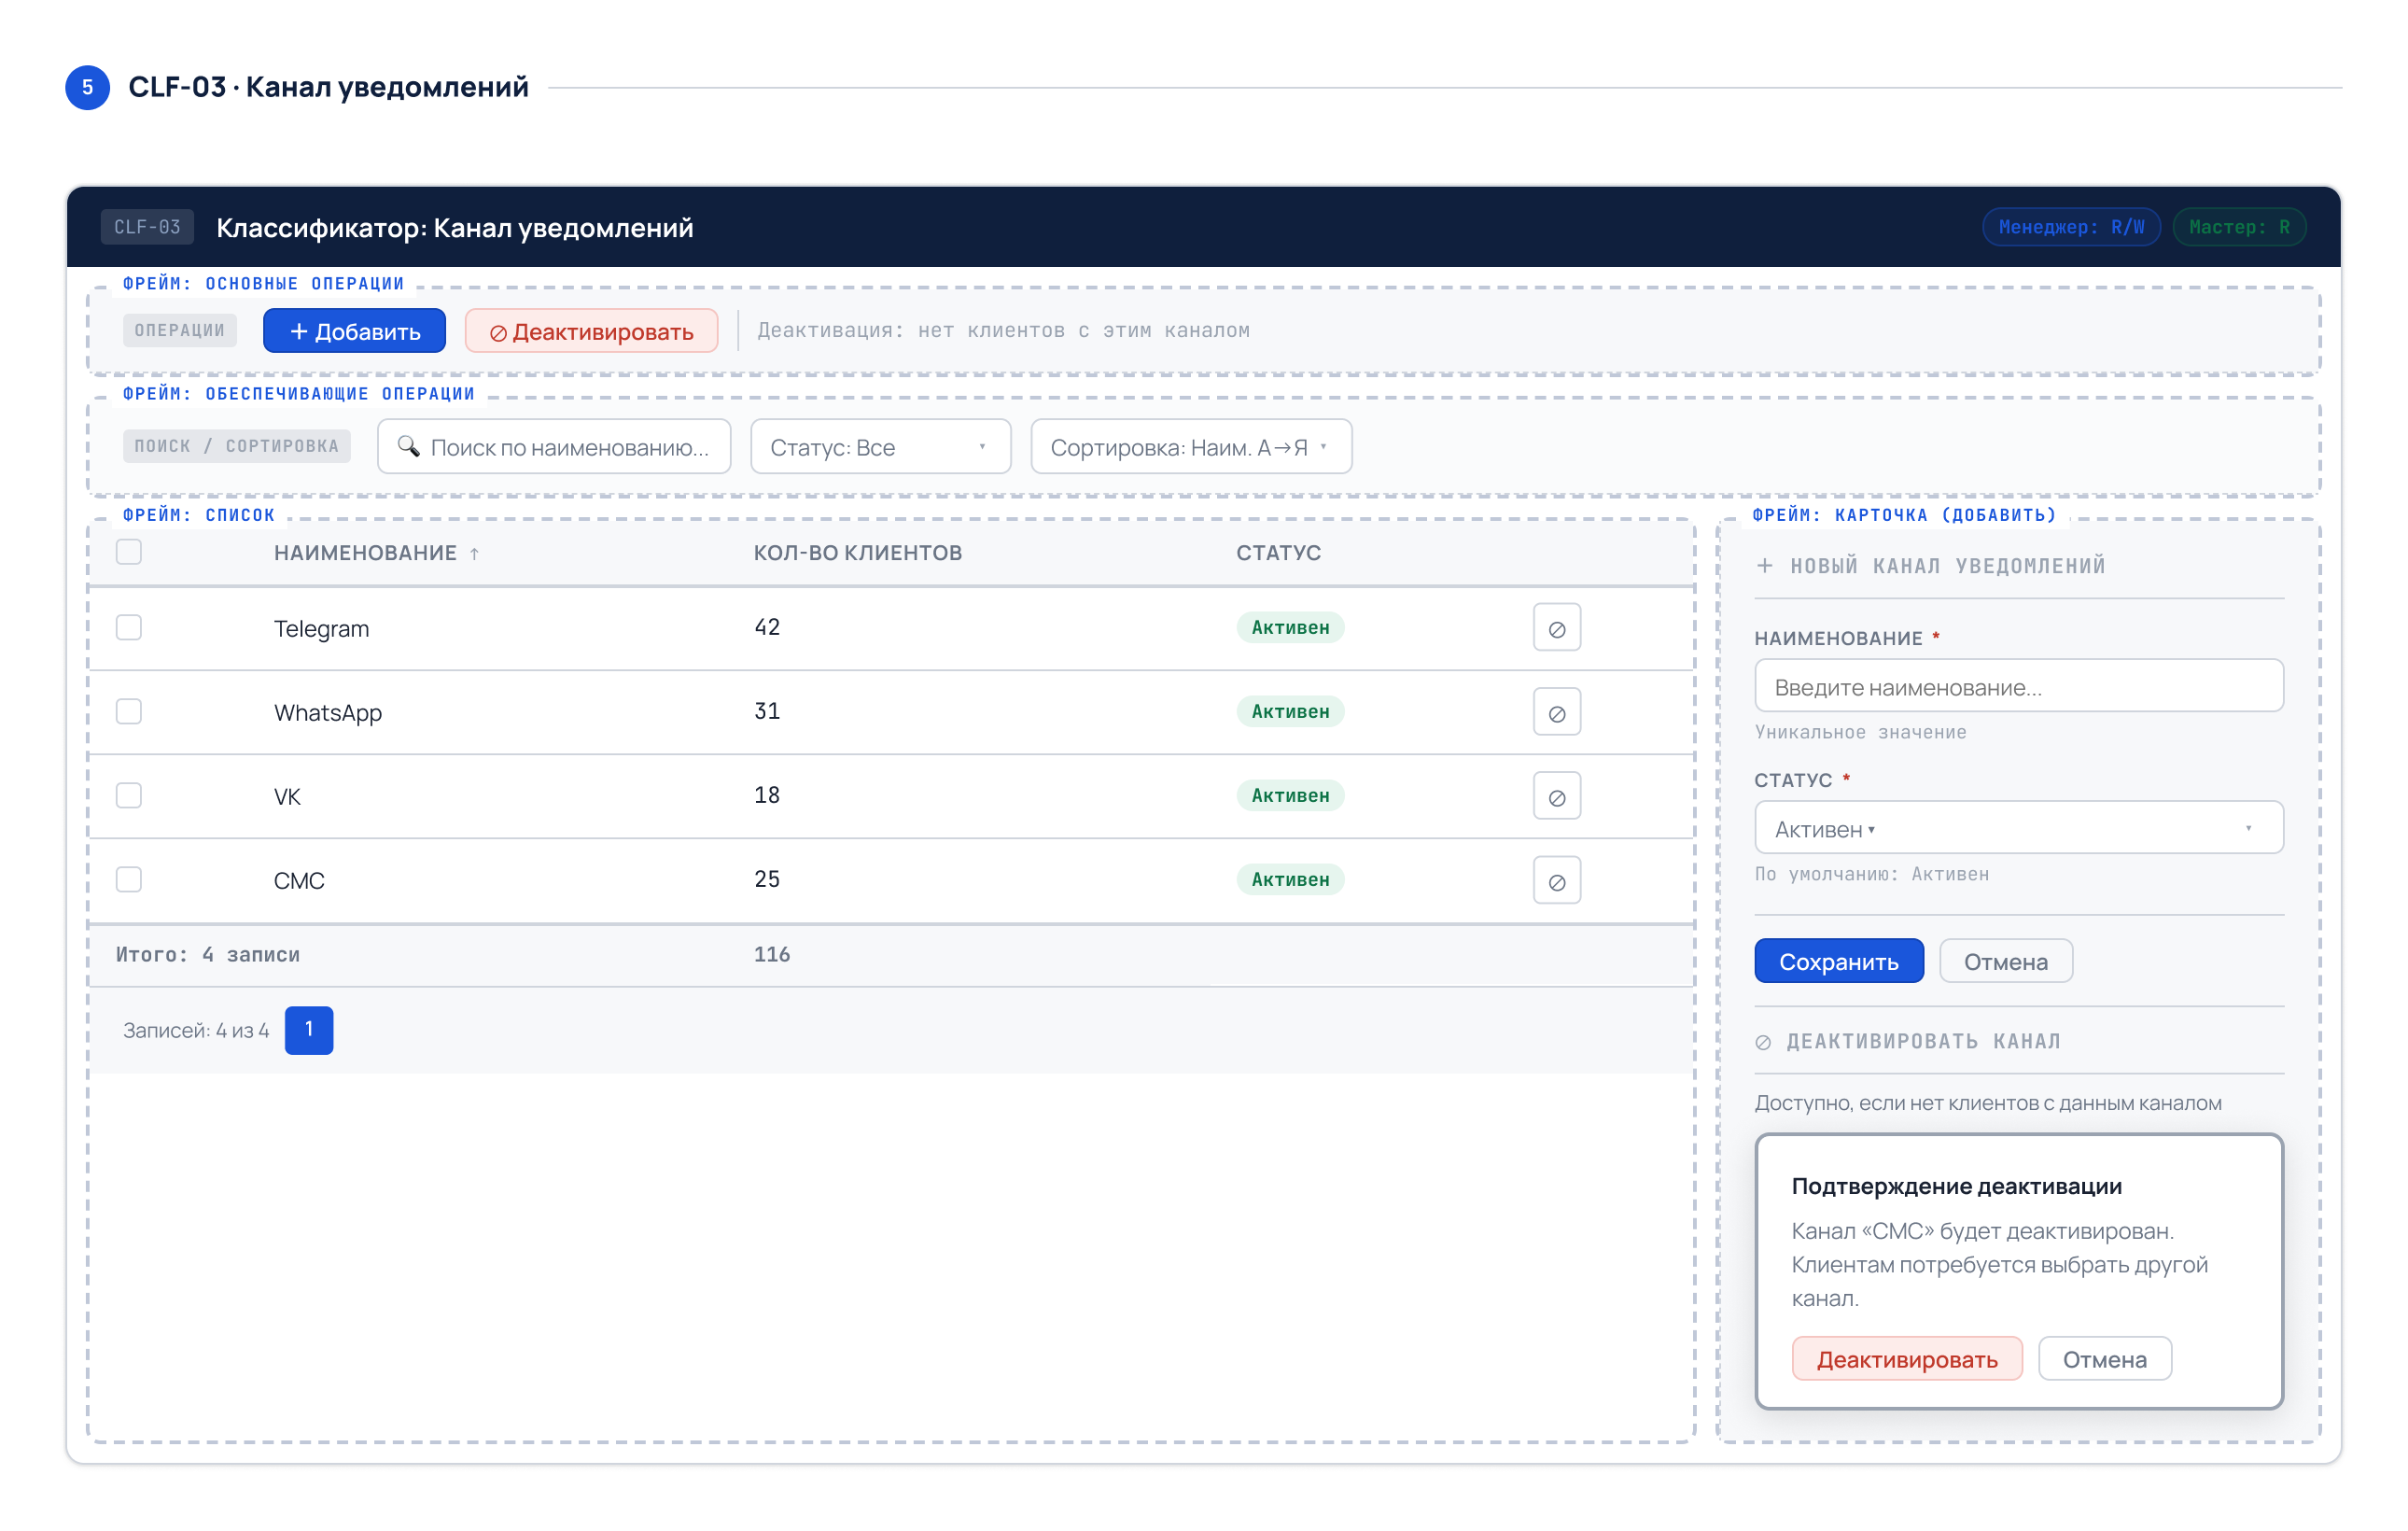 5 CLF-03 · Канал уведомлений
CLF-03 Классификатор: Канал уведомлений Менеджер: R/W Мастер: R
ФРЕЙМ: ОСНОВНЫЕ ОПЕРАЦИИ
ОПЕРАЦИИ + Добавить ⊘ Деактивировать Деактивация: нет клиентов с этим каналом
ФРЕЙМ: ОБЕСПЕЧИВАЮЩИЕ ОПЕРАЦИИ
ПОИСК / СОРТИРОВКА 🔍 Поиск по наименованию... Статус: Все ▾ Сортировка: Наим. А→Я ▾
ФРЕЙМ: СПИСОК
НАИМЕНОВАНИЕ ↑ КОЛ-ВО КЛИЕНТОВ СТАТУС
Telegram 42 Активен ⊘
WhatsApp 31 Активен ⊘
VK 18 Активен ⊘
СМС 25 Активен ⊘
Итого: 4 записи 116
Записей: 4 из 4 1
ФРЕЙМ: КАРТОЧКА (ДОБАВИТЬ)
+ НОВЫЙ КАНАЛ УВЕДОМЛЕНИЙ
НАИМЕНОВАНИЕ *
Введите наименование...
Уникальное значение
СТАТУС *
Активен ▾ ▾
По умолчанию: Активен
Сохранить Отмена
⊘ ДЕАКТИВИРОВАТЬ КАНАЛ
Доступно, если нет клиентов с данным каналом
Подтверждение деактивации
Канал «СМС» будет деактивирован.
Клиентам потребуется выбрать другой
канал.
Деактивировать Отмена